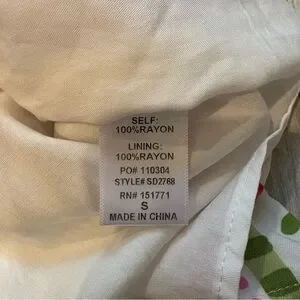 SELF:
100%RAYON
LINING:
100%RAYON
PO# 110304
STYLE# SD2768
RN# 151771
S
MADE IN CHINA